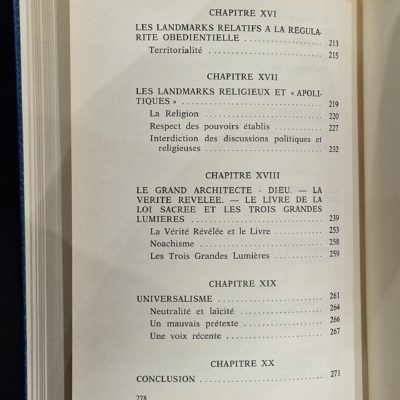 CHAPITRE XVI
LES LANDMARKS RELATIFS A LA REGULA-
RITE OBEDIENTIELLE . . . . . . . . . . . . . . . . 213
Territorialité . . . . . . . . . . . . . . . . . . . . 215
CHAPITRE XVII
LES LANDMARKS RELIGIEUX ET « APOLI-
TIQUES » . . . . . . . . . . . . . . . . . . . . . . 219
La Religion . . . . . . . . . . . . . . . . . . . . 220
Respect des pouvoirs établis . . . . . . . . . . . . 227
Interdiction des discussions politiques et
religieuses . . . . . . . . . . . . . . . . . . . . 232
CHAPITRE XVIII
LE GRAND ARCHITECTE - DIEU. — LA
VERITE REVELEE. — LE LIVRE DE LA
LOI SACREE ET LES TROIS GRANDES
LUMIERES . . . . . . . . . . . . . . . . . . . . . 239
La Vérité Révélée et le Livre . . . . . . . . . . . 253
Noachisme . . . . . . . . . . . . . . . . . . . . . 258
Les Trois Grandes Lumières . . . . . . . . . . . . . 259
CHAPITRE XIX
UNIVERSALISME . . . . . . . . . . . . . . . . . . . 261
Neutralité et laïcité . . . . . . . . . . . . . . . 264
Un mauvais prétexte . . . . . . . . . . . . . . . . 266
Une voix récente . . . . . . . . . . . . . . . . . . 267
CHAPITRE XX
CONCLUSION . . . . . . . . . . . . . . . . . . . . 271
278